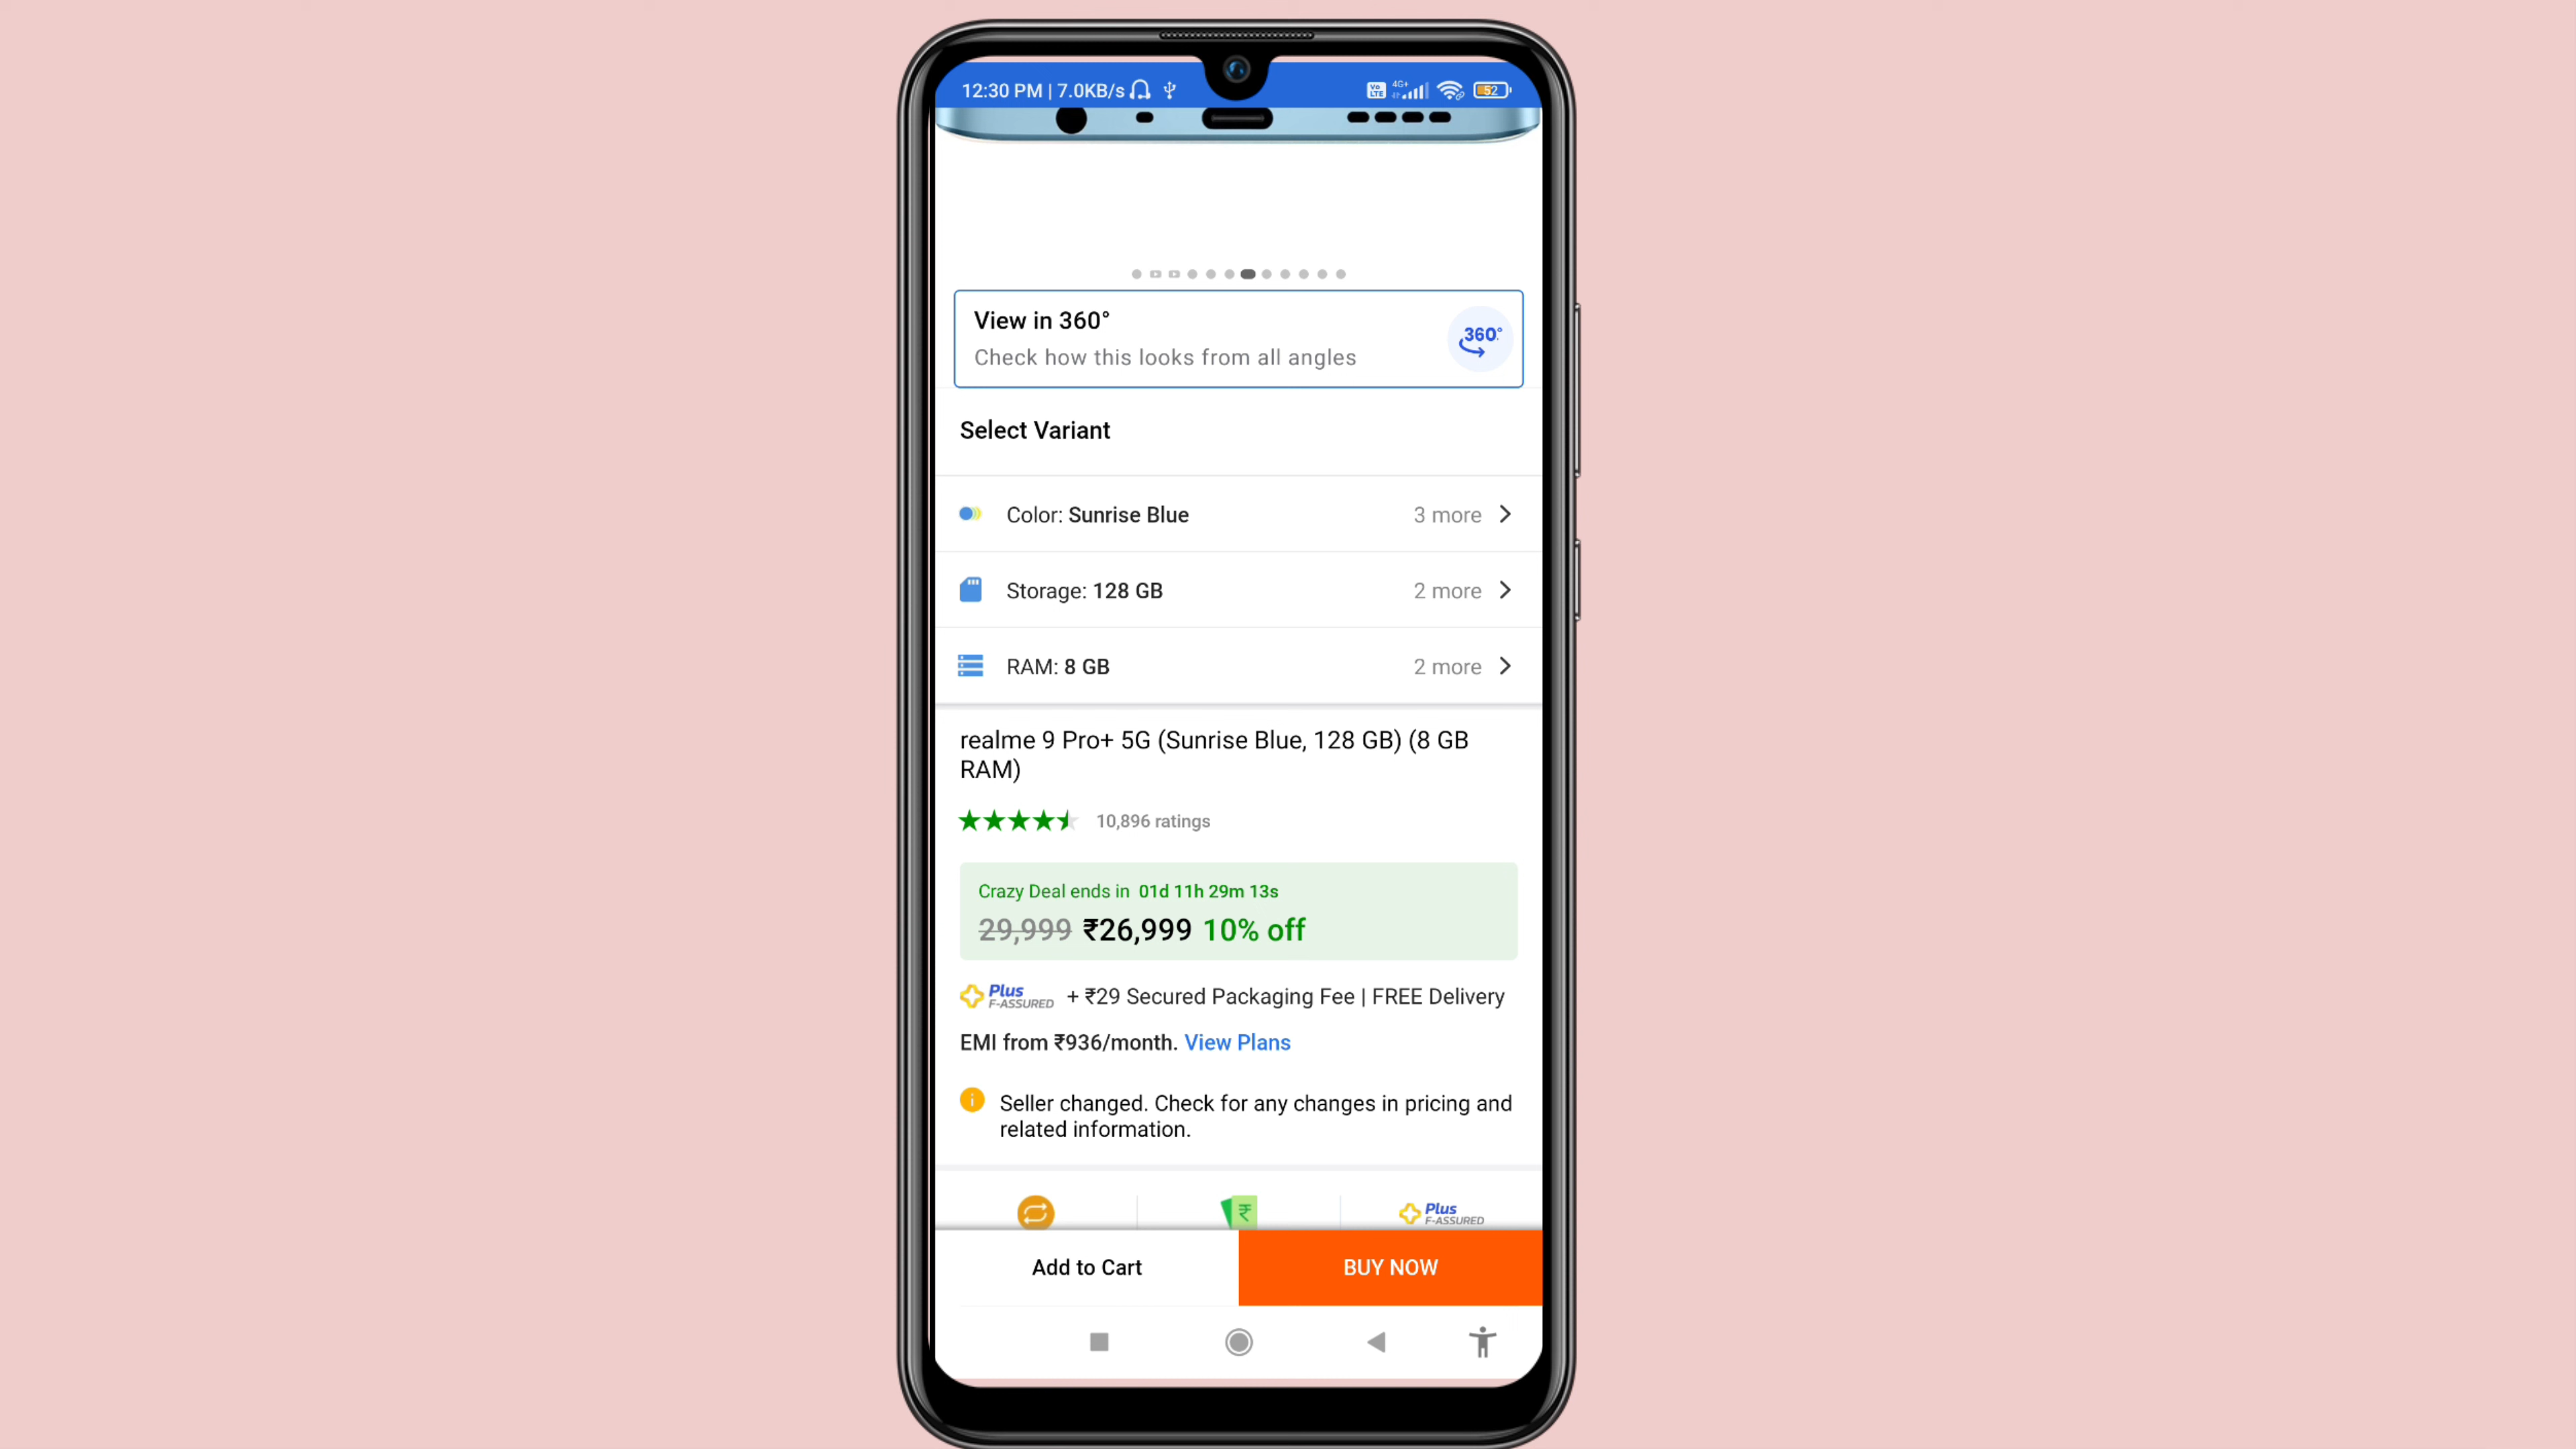 12:30 PM | 7.0KB/s Vo LTE 4G+ 52
View in 360°
Check how this looks from all angles
360°
Select Variant
Color: Sunrise Blue 3 more
Storage: 128 GB 2 more
RAM: 8 GB 2 more
realme 9 Pro+ 5G (Sunrise Blue, 128 GB) (8 GB
RAM)
10,896 ratings
Crazy Deal ends in 01d 11h 29m 13s
29,999 ₹26,999 10% off
Plus F-ASSURED + ₹29 Secured Packaging Fee | FREE Delivery
EMI from ₹936/month. View Plans
Seller changed. Check for any changes in pricing and
related information.
₹ Plus F-ASSURED
Add to Cart BUY NOW